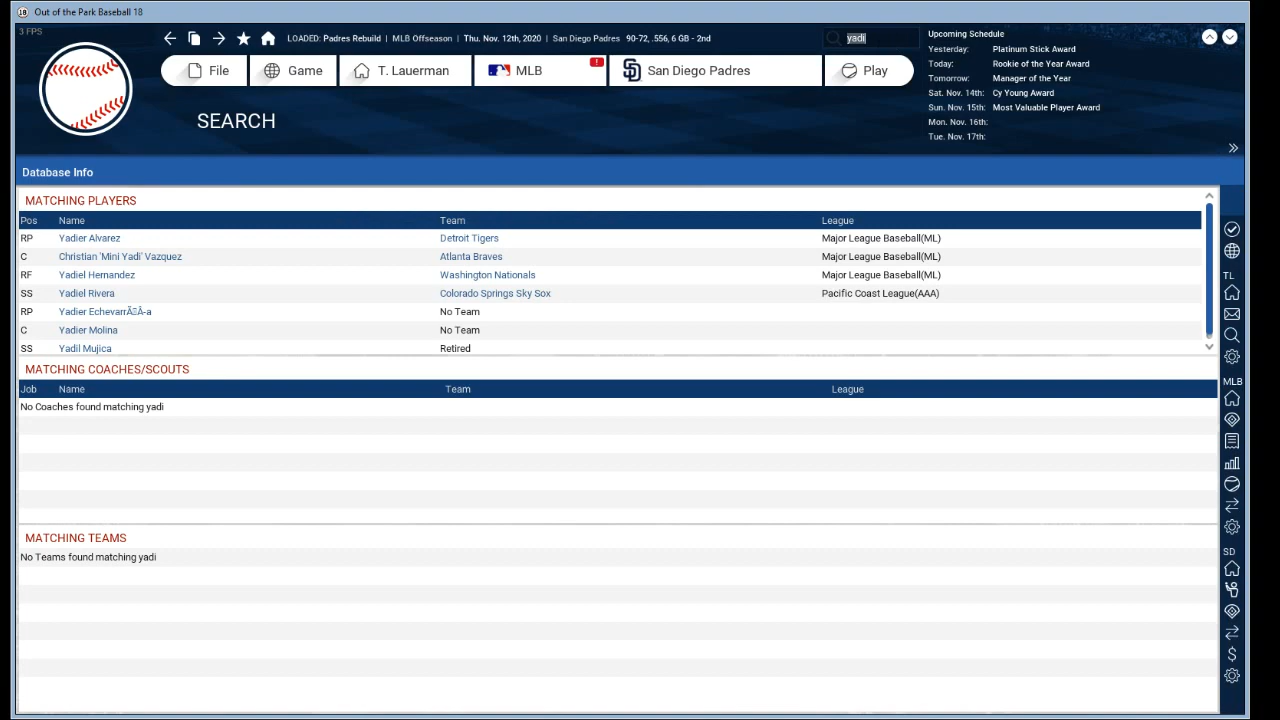 Out of the Park Baseball 18
3 FPS
LOADED: Padres Rebuild | MLB Offseason | Thu. Nov. 12th, 2020 | San Diego Padres 90-72, .556, 6 GB - 2nd
yadi
File
Game
T. Lauerman
MLB
!
San Diego Padres
Play
Upcoming Schedule
Yesterday: Platinum Stick Award
Today: Rookie of the Year Award
Tomorrow: Manager of the Year
Sat. Nov. 14th: Cy Young Award
Sun. Nov. 15th: Most Valuable Player Award
Mon. Nov. 16th:
Tue. Nov. 17th:
SEARCH
Database Info
MATCHING PLAYERS
Pos Name Team League
RP Yadier Alvarez Detroit Tigers Major League Baseball(ML)
C Christian 'Mini Yadi' Vazquez Atlanta Braves Major League Baseball(ML)
RF Yadiel Hernandez Washington Nationals Major League Baseball(ML)
SS Yadiel Rivera Colorado Springs Sky Sox Pacific Coast League(AAA)
RP Yadier No Team
C Yadier Molina No Team
SS Yadil Mujica Retired
MATCHING COACHES/SCOUTS
Job Name Team League
No Coaches found matching yadi
MATCHING TEAMS
No Teams found matching yadi
TL
MLB
SD
$